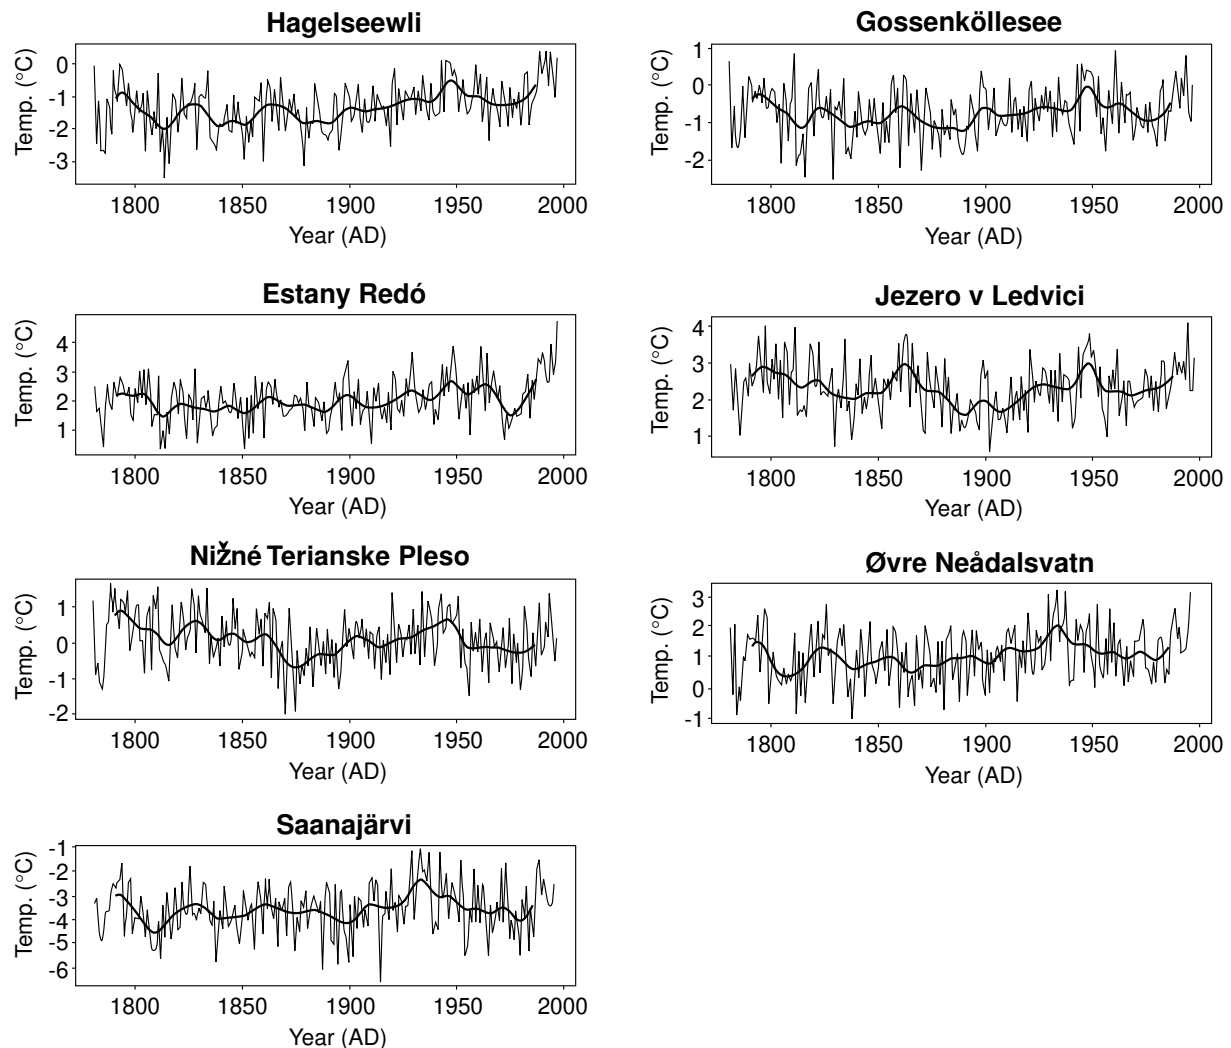 Hagelseewli
Temp. (°C)
0
-1
-2
-3
1800 1850 1900 1950 2000
Year (AD)
Gossenköllesee
Temp. (°C)
1
0
-1
-2
1800 1850 1900 1950 2000
Year (AD)
Estany Redó
Temp. (°C)
4
3
2
1
1800 1850 1900 1950 2000
Year (AD)
Jezero v Ledvici
Temp. (°C)
4
3
2
1
1800 1850 1900 1950 2000
Year (AD)
Nižné Terianske Pleso
Temp. (°C)
1
0
-1
-2
1800 1850 1900 1950 2000
Year (AD)
Øvre Neådalsvatn
Temp. (°C)
3
2
1
0
-1
1800 1850 1900 1950 2000
Year (AD)
Saanajärvi
Temp. (°C)
-1
-2
-3
-4
-5
-6
1800 1850 1900 1950 2000
Year (AD)